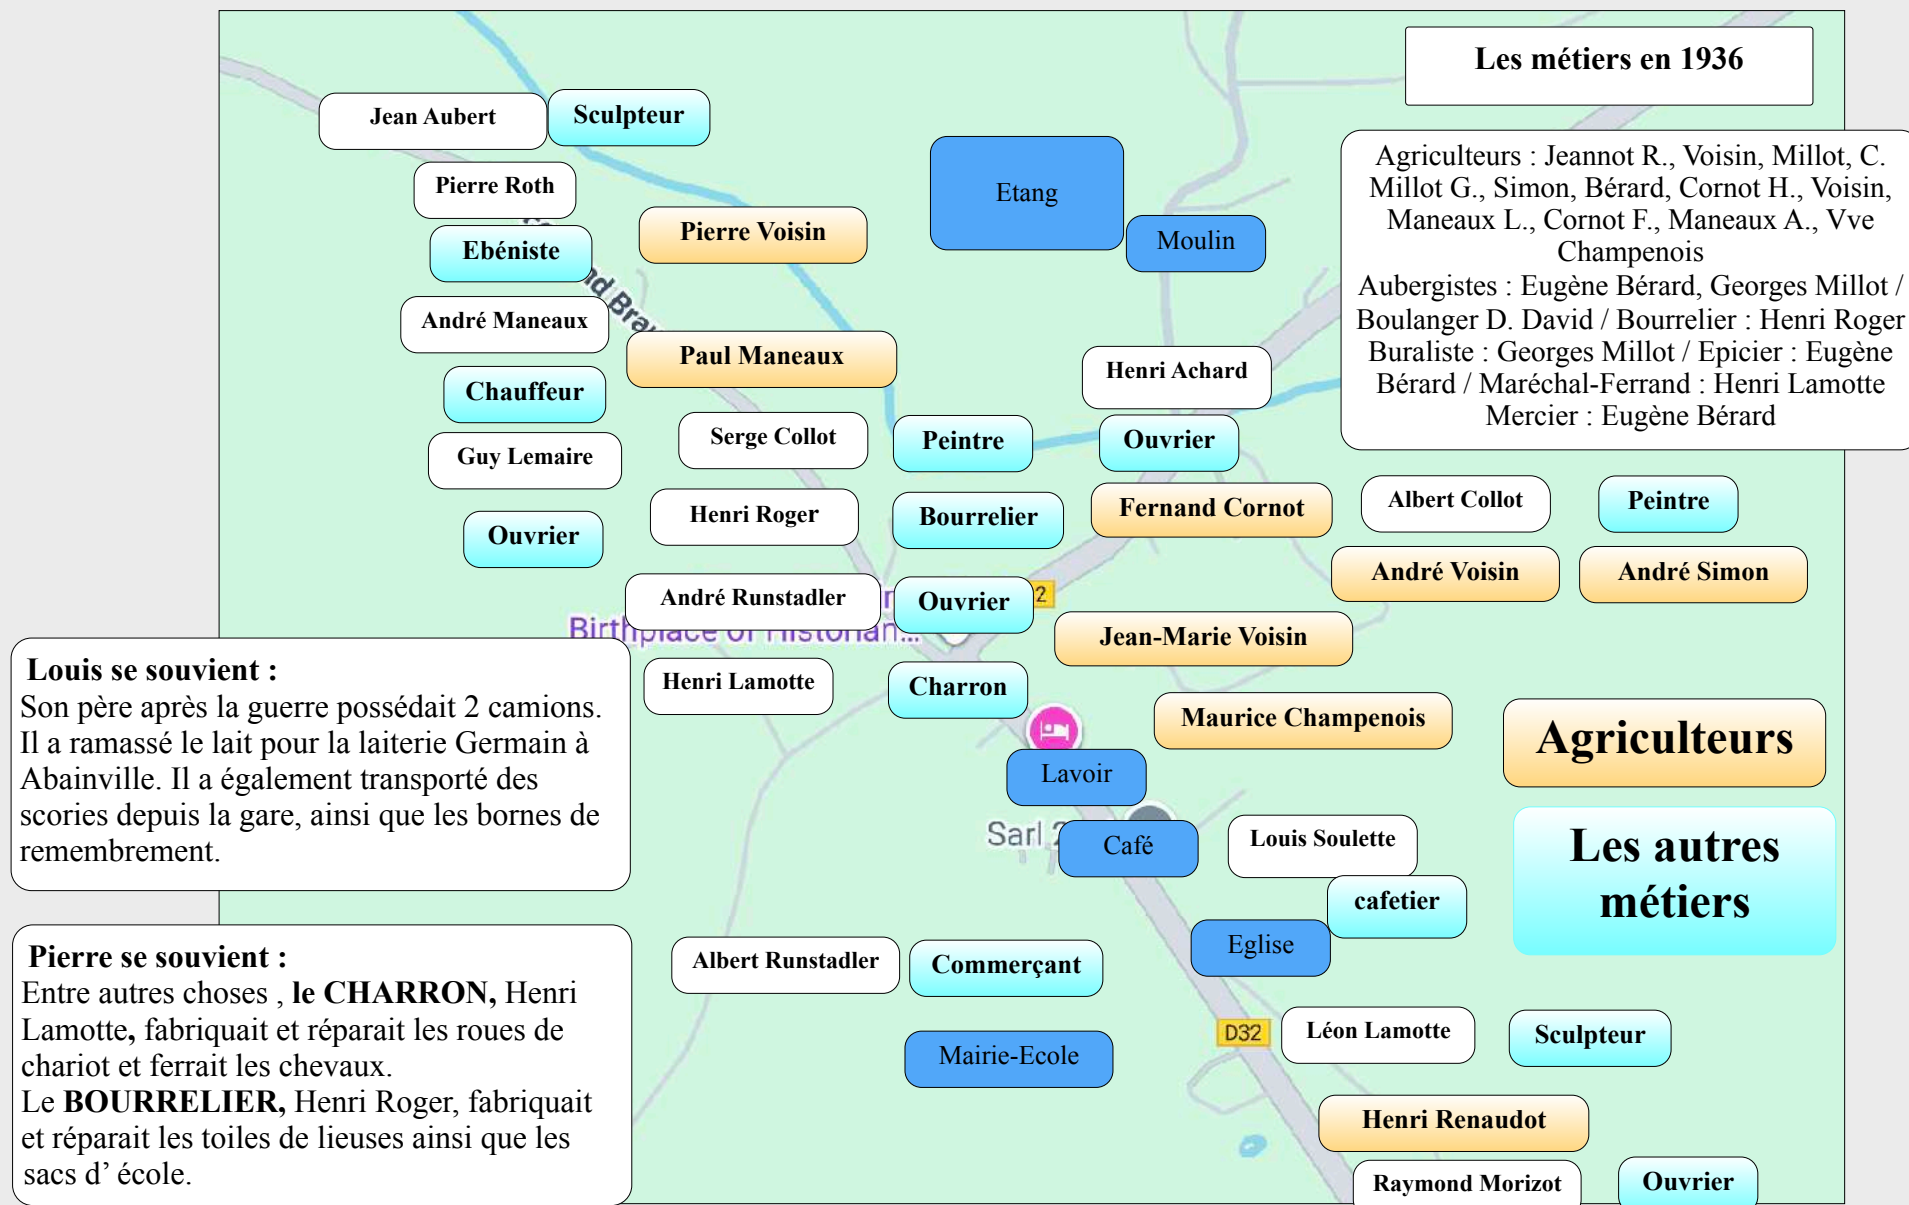 Les métiers en 1936
Jean Aubert
Sculpteur
Agriculteurs : Jeannot R., Voisin, Millot, C.
Millot G., Simon, Bérard, Cornot H., Voisin,
Maneaux L., Cornot F., Maneaux A., Vve
Champenois
Aubergistes : Eugène Bérard, Georges Millot /
Boulanger D. David / Bourrelier : Henri Roger
Buraliste : Georges Millot / Epicier : Eugène
Bérard / Maréchal-Ferrand : Henri Lamotte
Mercier : Eugène Bérard
Pierre Roth
Etang
Pierre Voisin
Moulin
Ebéniste
nd Bra
André Maneaux
Paul Maneaux
Henri Achard
Chauffeur
Serge Collot
Peintre
Ouvrier
Guy Lemaire
Henri Roger
Bourrelier
Fernand Cornot
Albert Collot
Peintre
Ouvrier
André Voisin
André Simon
André Runstadler
Ouvrier
2
Birthplace of Historian...
Jean-Marie Voisin
Henri Lamotte
Charron
Maurice Champenois
Agriculteurs
Louis se souvient :
Son père après la guerre possédait 2 camions.
Il a ramassé le lait pour la laiterie Germain à
Abainville. Il a également transporté des
scories depuis la gare, ainsi que les bornes de
remembrement.
Lavoir
Sarl 2
Café
Louis Soulette
cafetier
Les autres
métiers
Eglise
Albert Runstadler
Commerçant
Pierre se souvient :
Entre autres choses , le CHARRON, Henri
Lamotte, fabriquait et réparait les roues de
chariot et ferrait les chevaux.
Le BOURRELIER, Henri Roger, fabriquait
et réparait les toiles de lieuses ainsi que les
sacs d’ école.
Mairie-Ecole
D32
Léon Lamotte
Sculpteur
Henri Renaudot
Raymond Morizot
Ouvrier